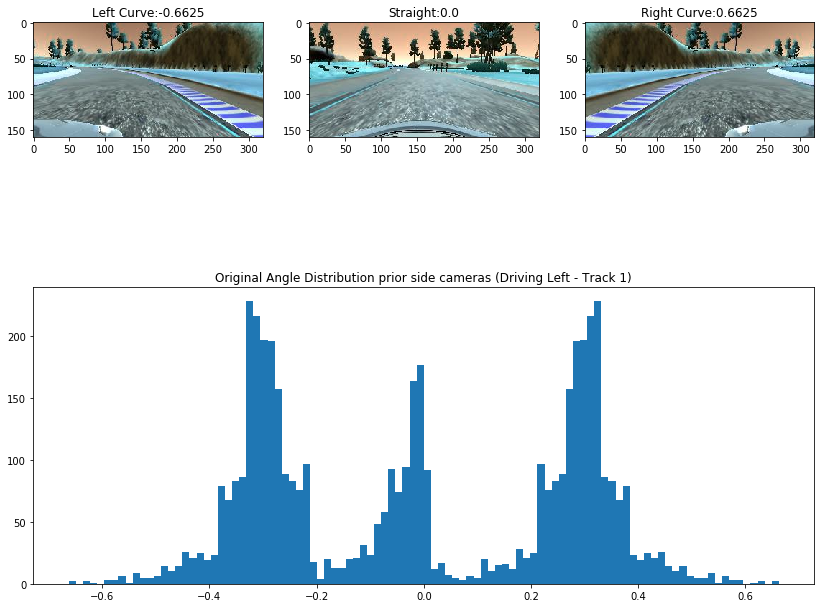 Left Curve:-0.6625
Straight:0.0
Right Curve:0.6625
0
50
100
150
0 50 100 150 200 250 300
0
50
100
150
0 50 100 150 200 250 300
0
50
100
150
0 50 100 150 200 250 300
Original Angle Distribution prior side cameras (Driving Left - Track 1)
200
150
100
50
0
−0.6 −0.4 −0.2 0.0 0.2 0.4 0.6